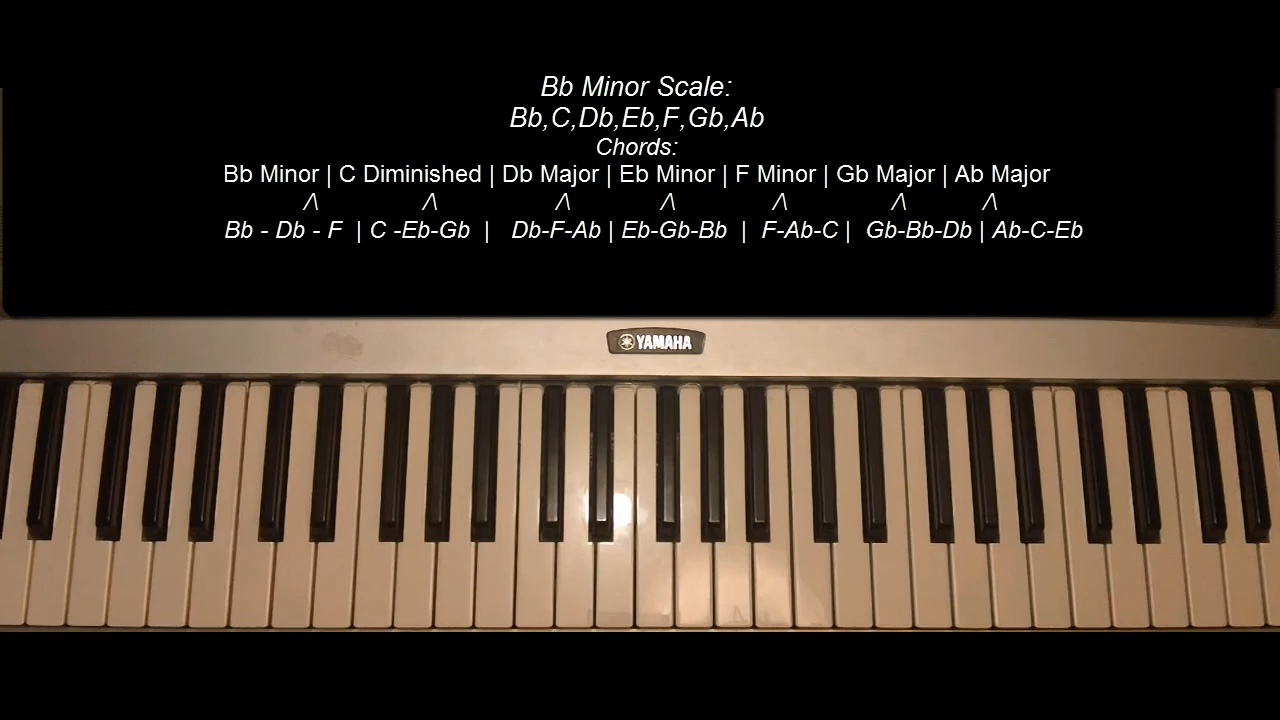 Bb Minor Scale:
Bb,C,Db,Eb,F,Gb,Ab
Chords:
Bb Minor | C Diminished | Db Major | Eb Minor | F Minor | Gb Major | Ab Major
/\ /\ /\ /\ /\ /\ /\
Bb - Db - F | C -Eb-Gb | Db-F-Ab | Eb-Gb-Bb | F-Ab-C | Gb-Bb-Db | Ab-C-Eb
YAMAHA